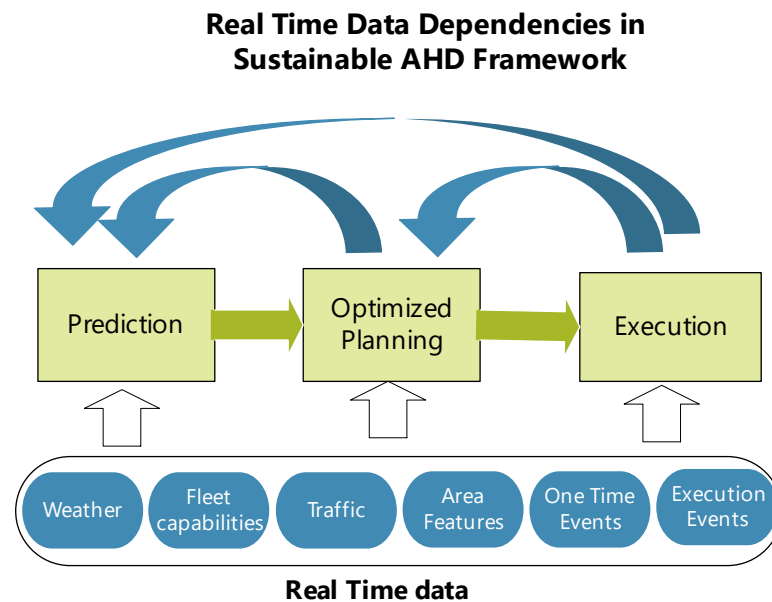 Real Time Data Dependencies in
Sustainable AHD Framework
Prediction
Optimized
Planning
Execution
Weather
Fleet
capabilities
Traffic
Area
Features
One Time
Events
Execution
Events
Real Time data